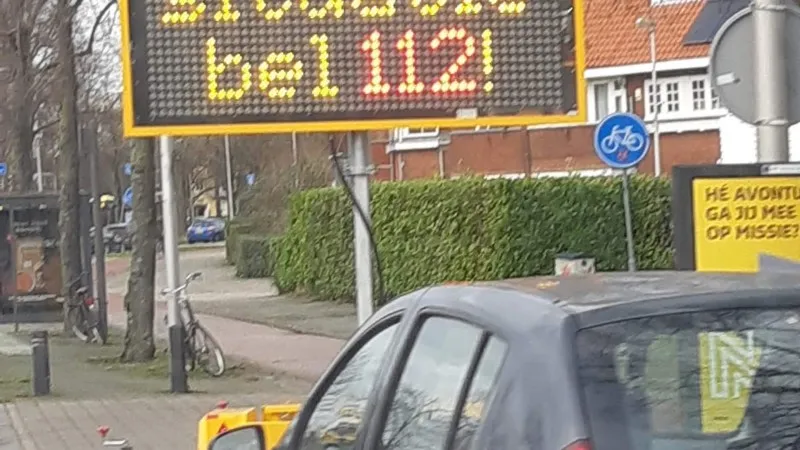 bel 112!
HÉ AVONTU
GA JIJ MEE
OP MISSIE?
N